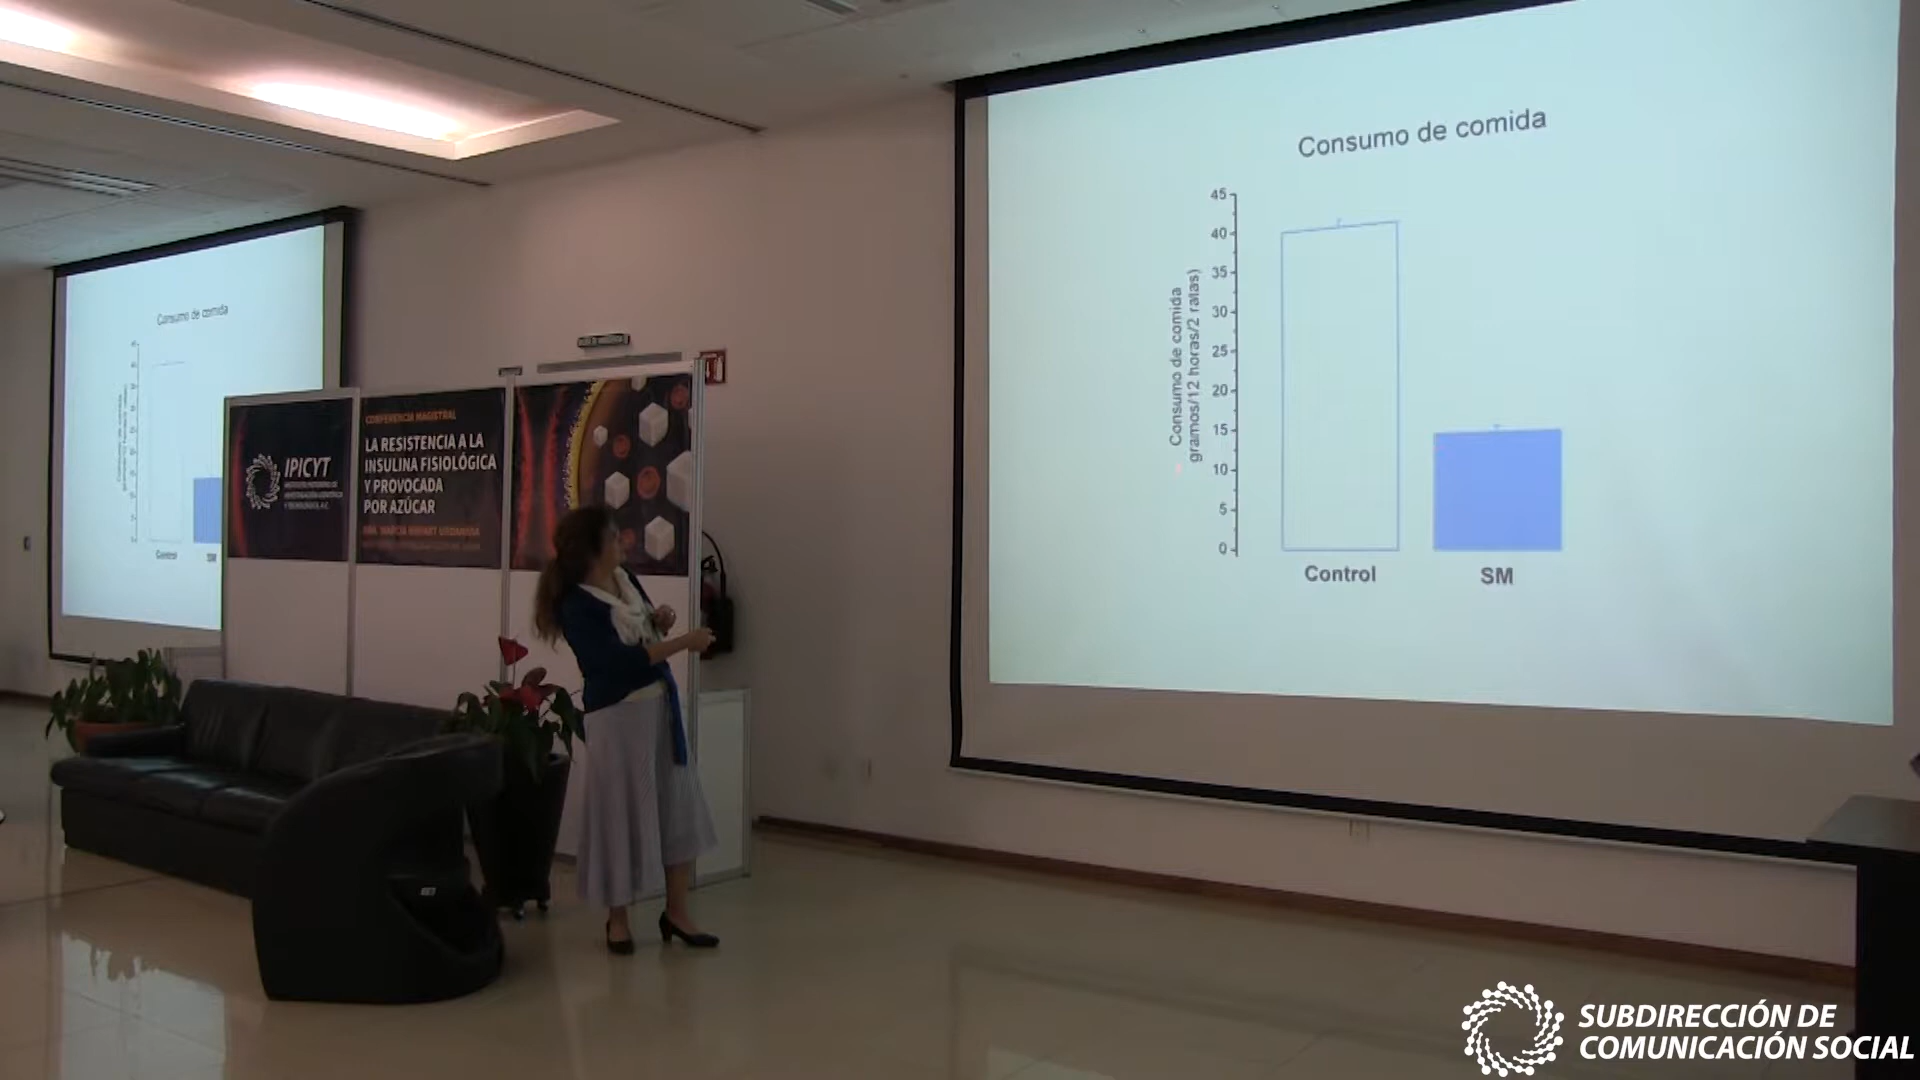 Consumo de comida
45
40
35
30
25
20
15
10
5
0
Consumo de comida
gramos/12 horas/2 ratas)
Control
SM
Consumo de comida
Control
SM
IPICYT
CONFERENCIA MAGISTRAL
LA RESISTENCIA A LA
INSULINA FISIOLÓGICA
Y PROVOCADA
POR AZÚCAR
SUBDIRECCIÓN DE
COMUNICACIÓN SOCIAL